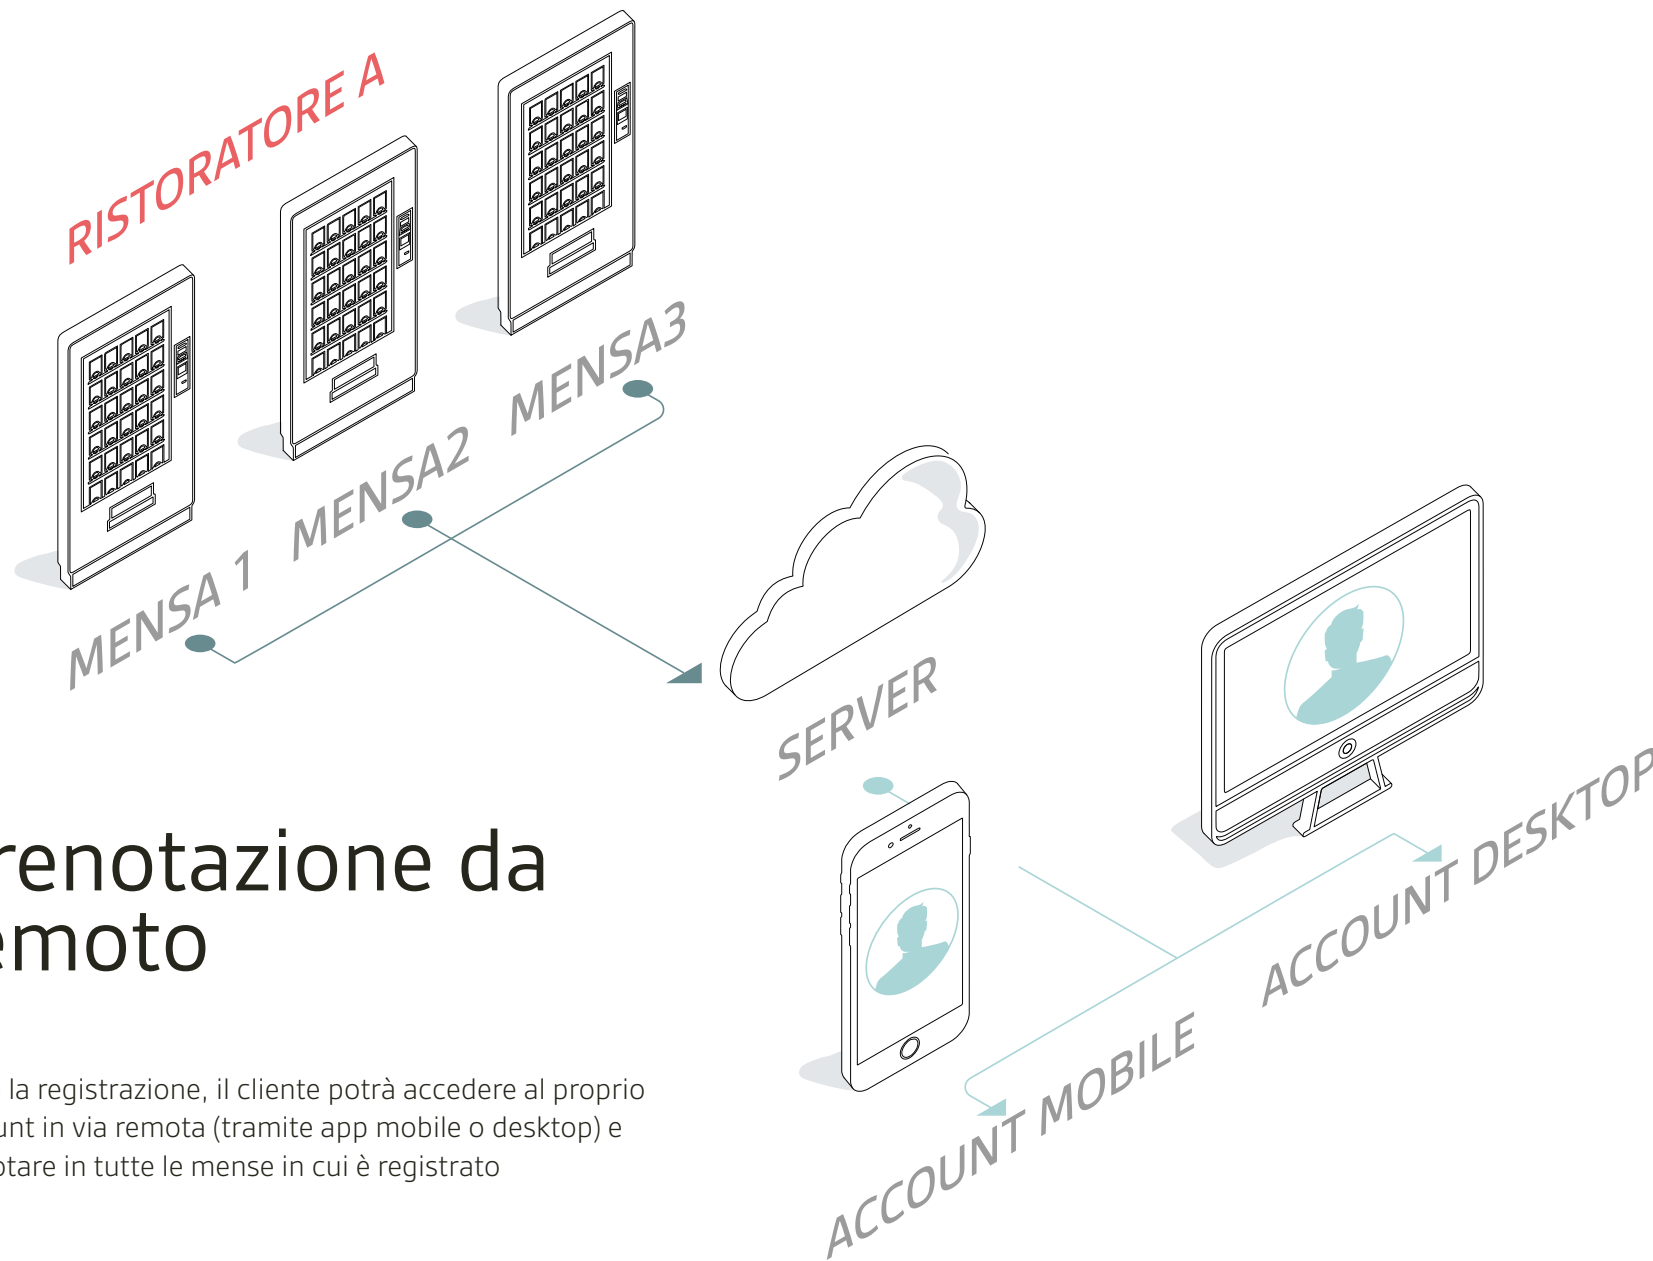 RISTORATORE A
MENSA 1
MENSA2
MENSA3
SERVER
ACCOUNT DESKTOP
ACCOUNT MOBILE
renotazione da
emoto
la registrazione, il cliente potrà accedere al proprio
unt in via remota (tramite app mobile o desktop) e
otare in tutte le mense in cui è registrato